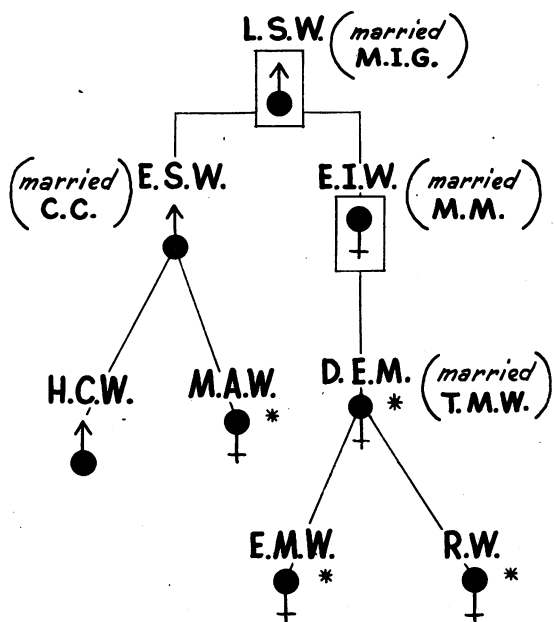 L.S.W. (married
M.I.G.)
(married
C.C.) E.S.W.
E.I.W. (married
M.M.)
H.C.W.
M.A.W.
*
D.E.M. (married
T.M.W.)
*
E.M.W.
*
R.W.
*